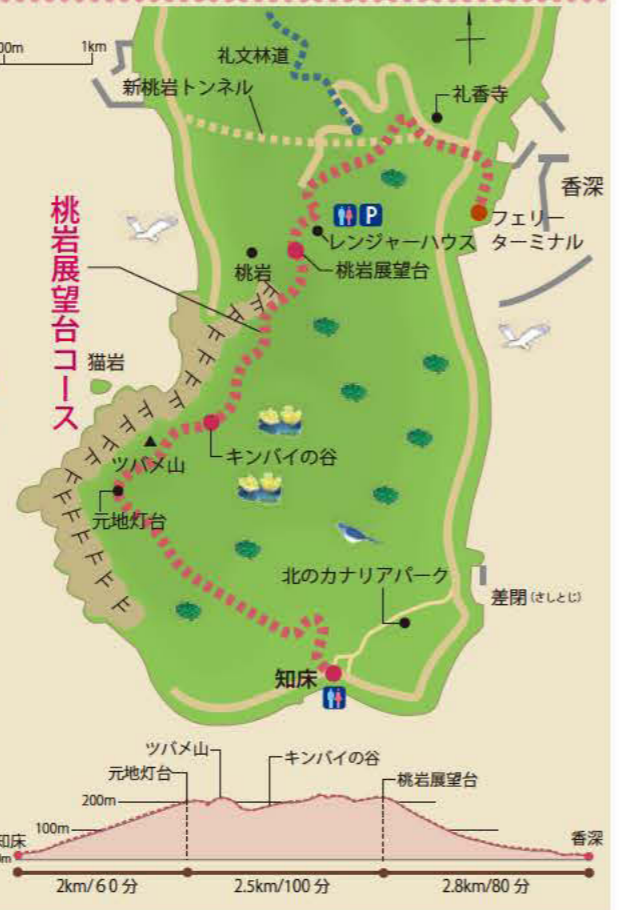 00m
1km
礼文林道
新桃岩トンネル
礼香寺
香深
P
フェリー
ターミナル
レンジャーハウス
桃岩
桃岩展望台
桃岩展望台コース
猫岩
キンバイの谷
ツバメ山
元地灯台
北のカナリアパーク
差閉(さしとじ)
知床
ツバメ山
キンバイの谷
元地灯台
桃岩展望台
200m
100m
知床
香深
0m
2km/60分
2.5km/100分
2.8km/80分